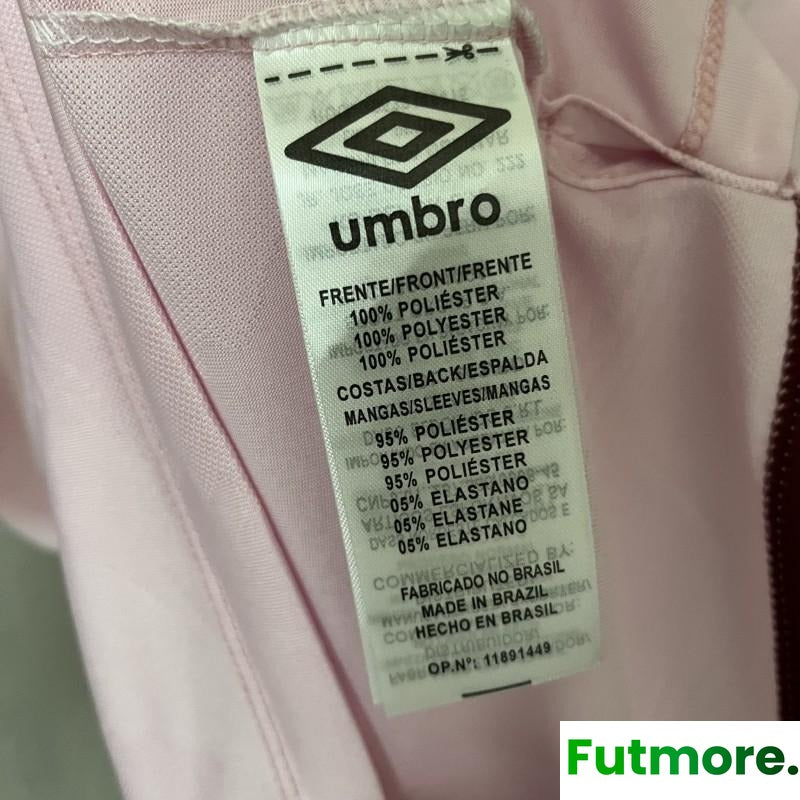 umbro
FRENTE/FRONT/FRENTE
100% POLIÉSTER
100% POLYESTER
100% POLIÉSTER
COSTAS/BACK/ESPALDA
MANGAS/SLEEVES/MANGAS
95% POLIÉSTER
95% POLYESTER
95% POLIÉSTER
05% ELASTANO
05% ELASTANE
05% ELASTANO
FABRICADO NO BRASIL
MADE IN BRAZIL
HECHO EN BRASIL
OP.Nº: 11891449
Futmore.